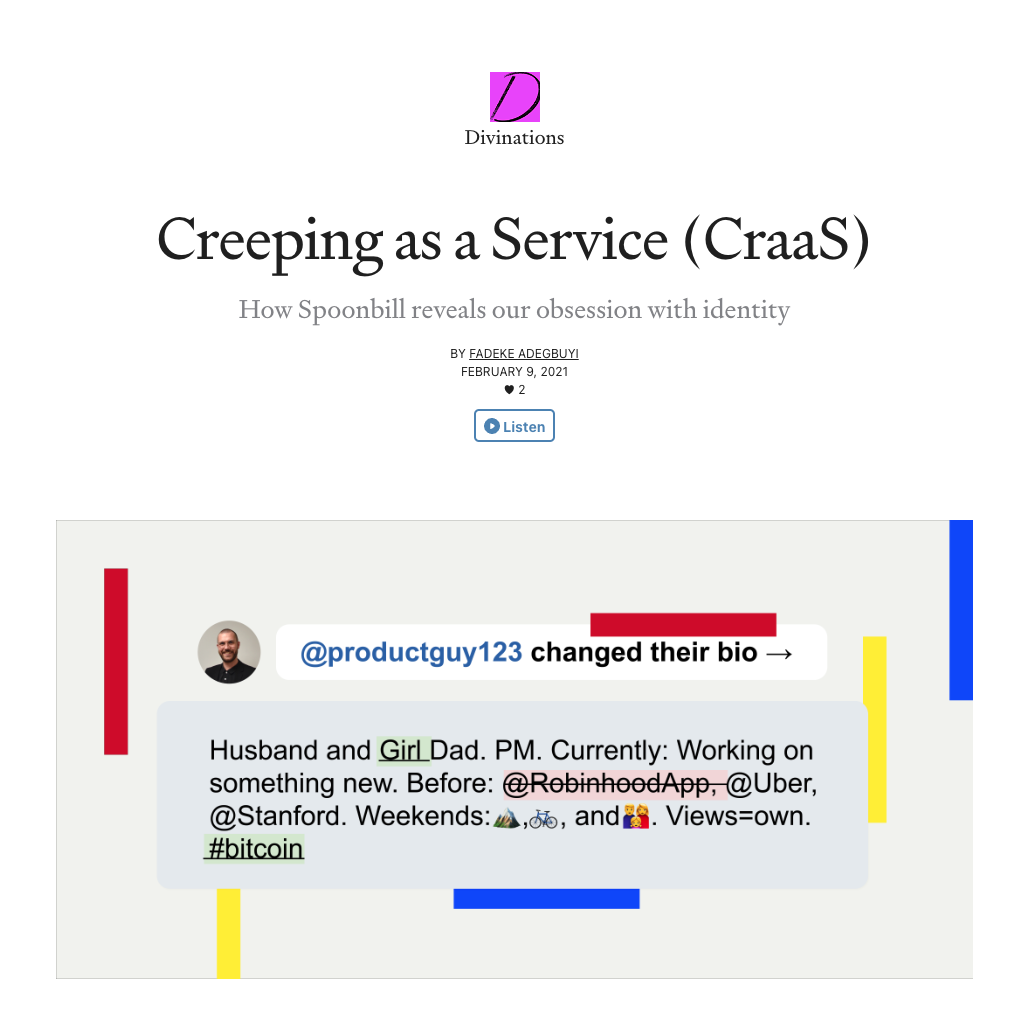 D
Divinations
Creeping as a Service (CraaS)
How Spoonbill reveals our obsession with identity
BY FADEKE ADEGBUYI
FEBRUARY 9, 2021
2
Listen
@productguy123 changed their bio →
Husband and Girl Dad. PM. Currently: Working on
something new. Before: @RobinhoodApp, @Uber,
@Stanford. Weekends:🏔️,🚲, and👨‍👩‍👧. Views=own.
#bitcoin